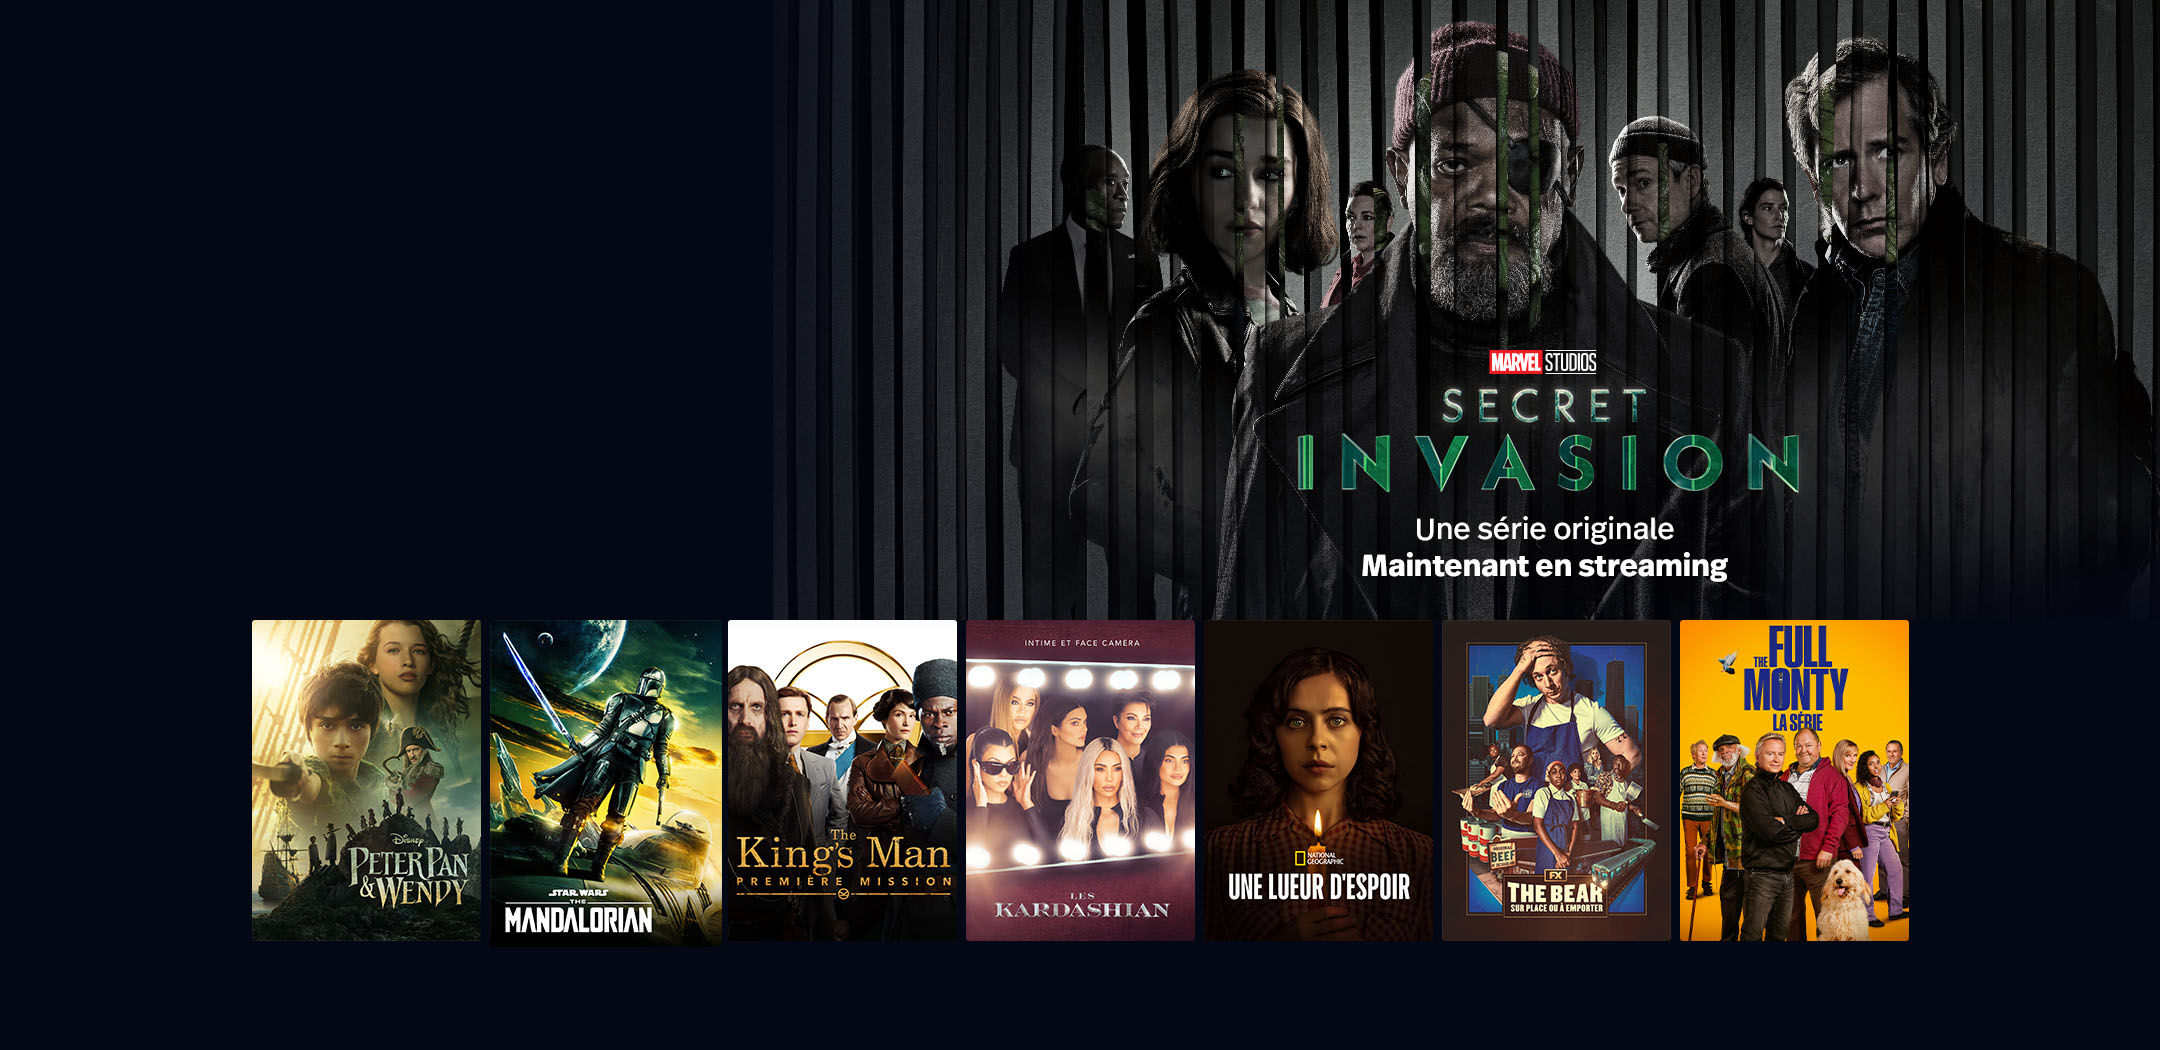 MARVEL STUDIOS
SECRET
INVASION
Une série originale
Maintenant en streaming
Disney
PETER PAN
& WENDY
STAR WARS
THE
MANDALORIAN
The
King's Man
PREMIÈRE MISSION
INTIME ET FACE CAMÉRA
LES
KARDASHIAN
NATIONAL
GEOGRAPHIC
UNE LUEUR D'ESPOIR
ORIGINAL
BEEF
FX
THE BEAR
SUR PLACE OU À EMPORTER
THE FULL
MONTY
LA SÉRIE